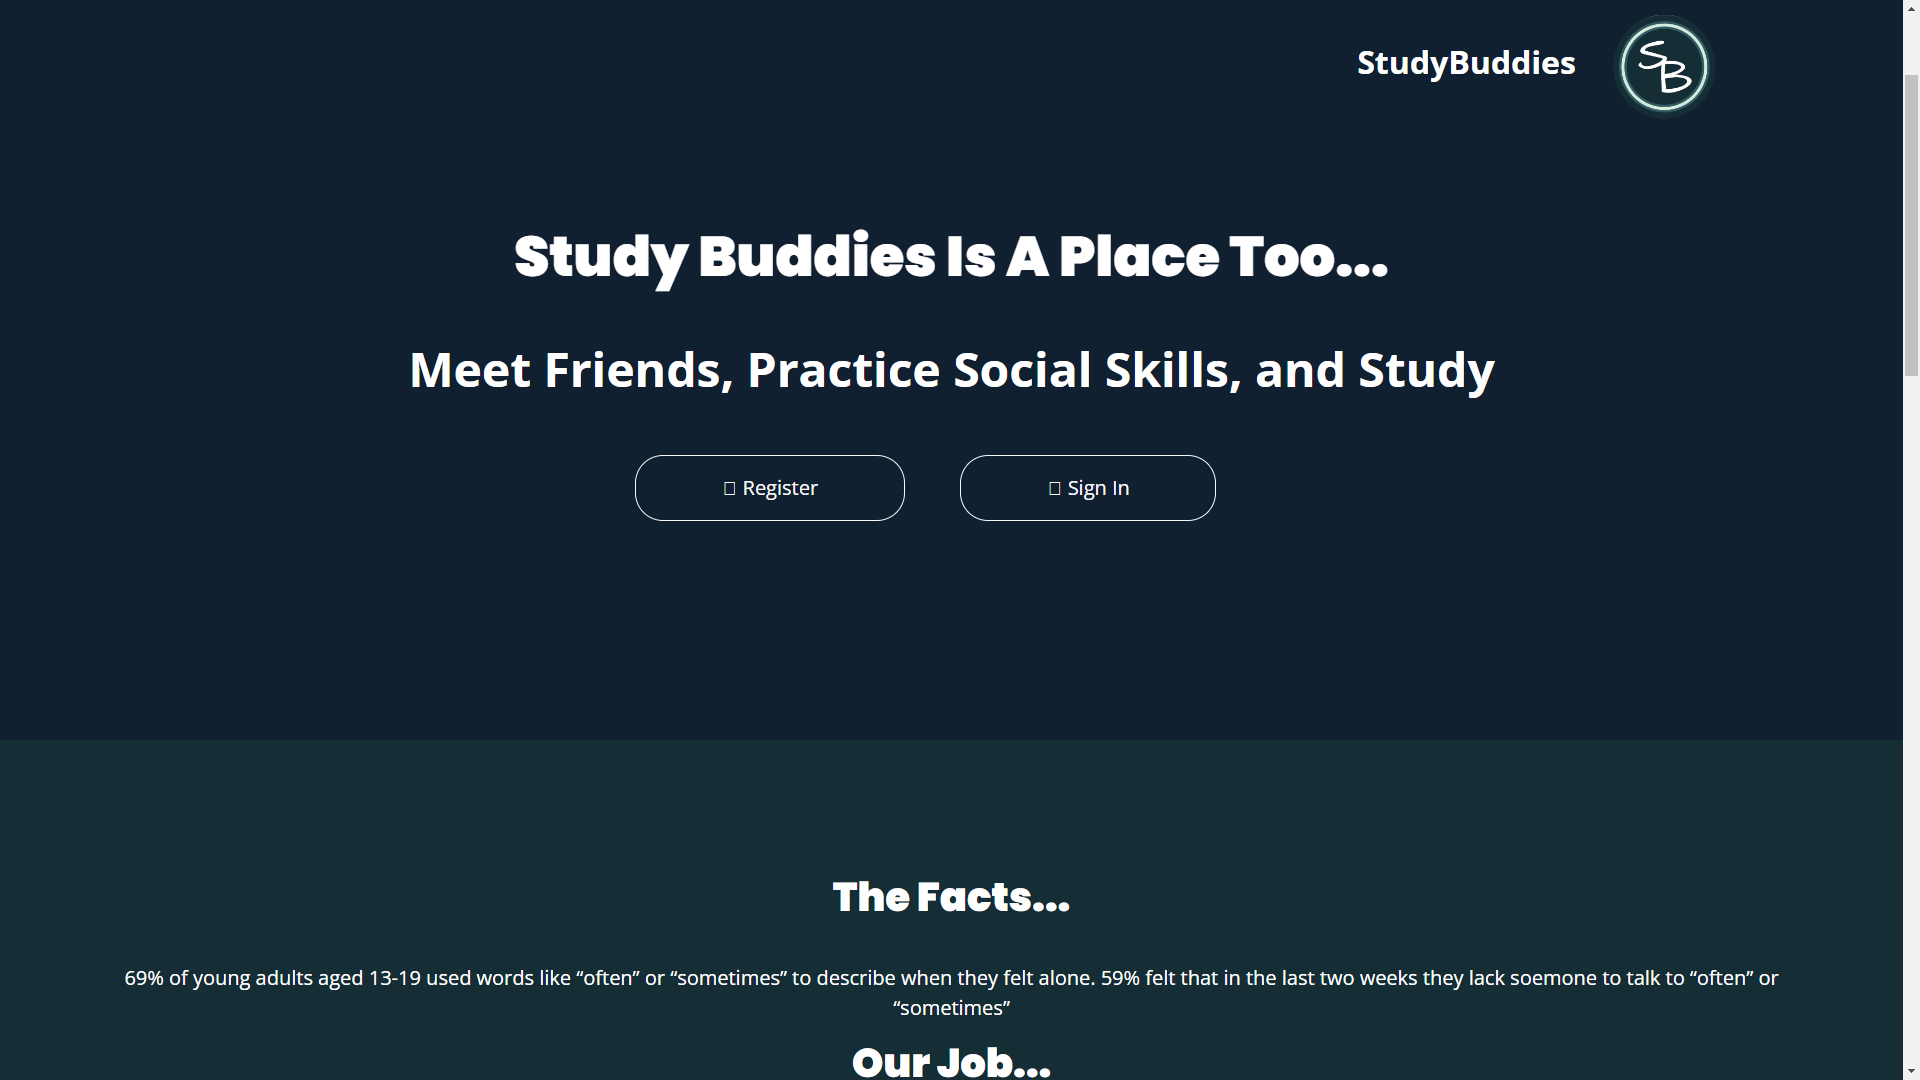 StudyBuddies
SB
Study Buddies Is A Place Too...
Meet Friends, Practice Social Skills, and Study
Register
Sign In
The Facts...
69% of young adults aged 13-19 used words like “often” or “sometimes” to describe when they felt alone. 59% felt that in the last two weeks they lack soemone to talk to “often” or
“sometimes”
Our Job...